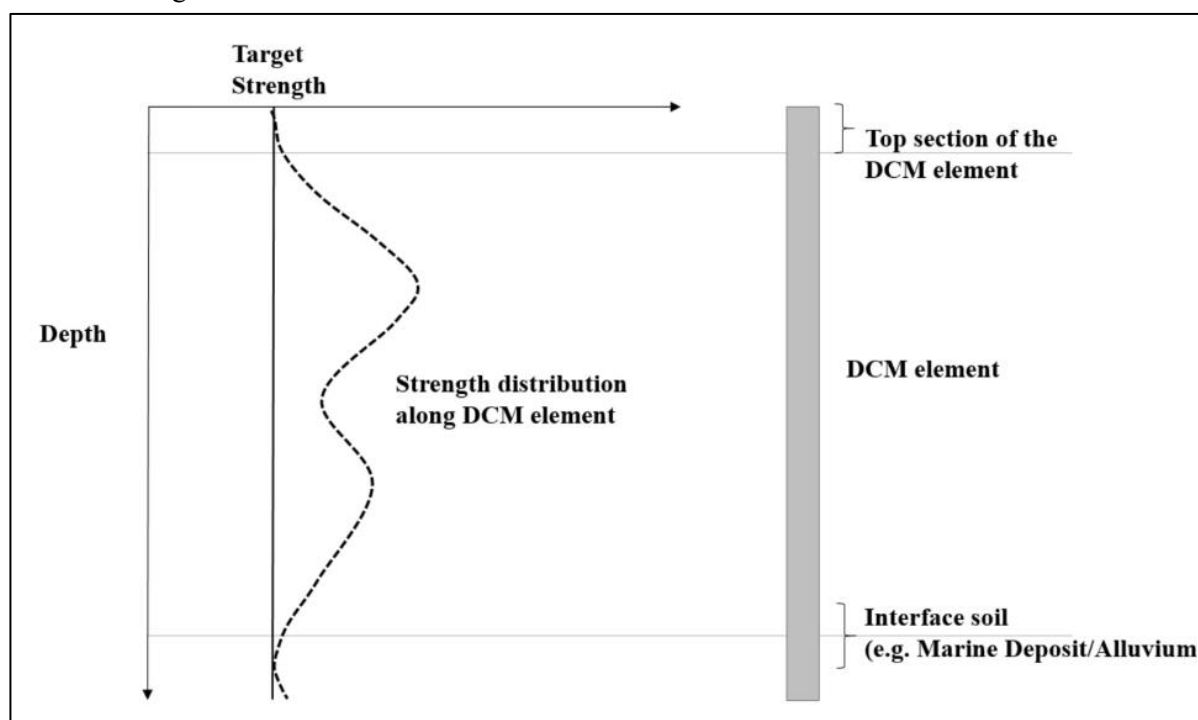 Target
Strength
Top section of the
DCM element
Depth
DCM element
Strength distribution
along DCM element
Interface soil
(e.g. Marine Deposit/Alluvium